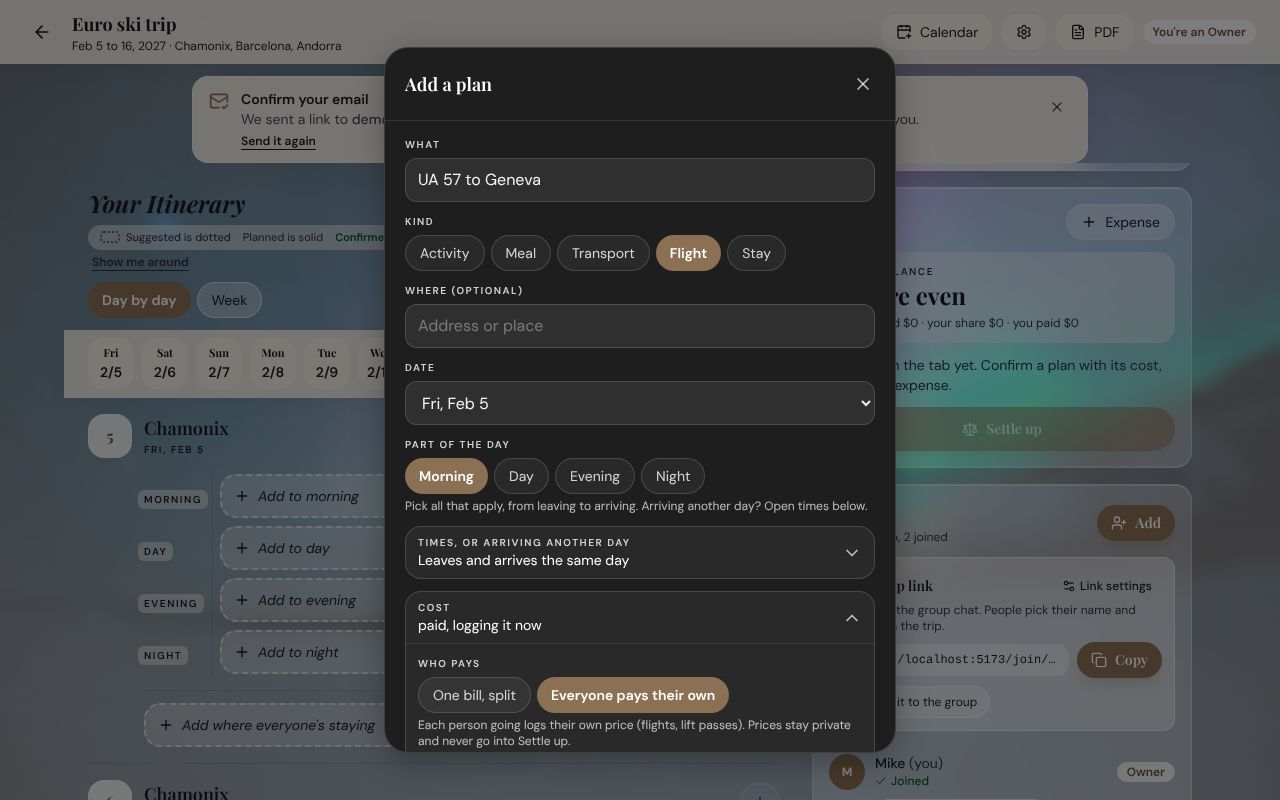 Euro ski trip
Feb 5 to 16, 2027 · Chamonix, Barcelona, Andorra
Calendar
PDF
You're an Owner
Confirm your email
We sent a link to
you.
Send it again
Your Itinerary
Suggested is dotted Planned is solid
Show me around
Day by day
Week
Fri Sat Sun Mon Tue
2/5 2/6 2/7 2/8 2/9
5
Chamonix
FRI, FEB 5
MORNING
Add to morning
DAY
Add to day
EVENING
Add to evening
NIGHT
Add to night
Add where everyone's staying
Chamonix
Add a plan
WHAT
UA 57 to Geneva
KIND
Activity Meal Transport Flight Stay
WHERE (OPTIONAL)
Address or place
DATE
Fri, Feb 5
PART OF THE DAY
Morning Day Evening Night
Pick all that apply, from leaving to arriving. Arriving another day? Open times below.
TIMES, OR ARRIVING ANOTHER DAY
Leaves and arrives the same day
COST
paid, logging it now
WHO PAYS
One bill, split
Everyone pays their own
Each person going logs their own price (flights, lift passes). Prices stay private
and never go into Settle up.
Expense
even
$0 · your share $0 · you paid $0
the tab yet. Confirm a plan with its cost,
expense.
Settle up
Add
2 joined
link
Link settings
the group chat. People pick their name and
the trip.
/localhost:5173/join/…
Copy
it to the group
M
Mike (you)
Joined
Owner